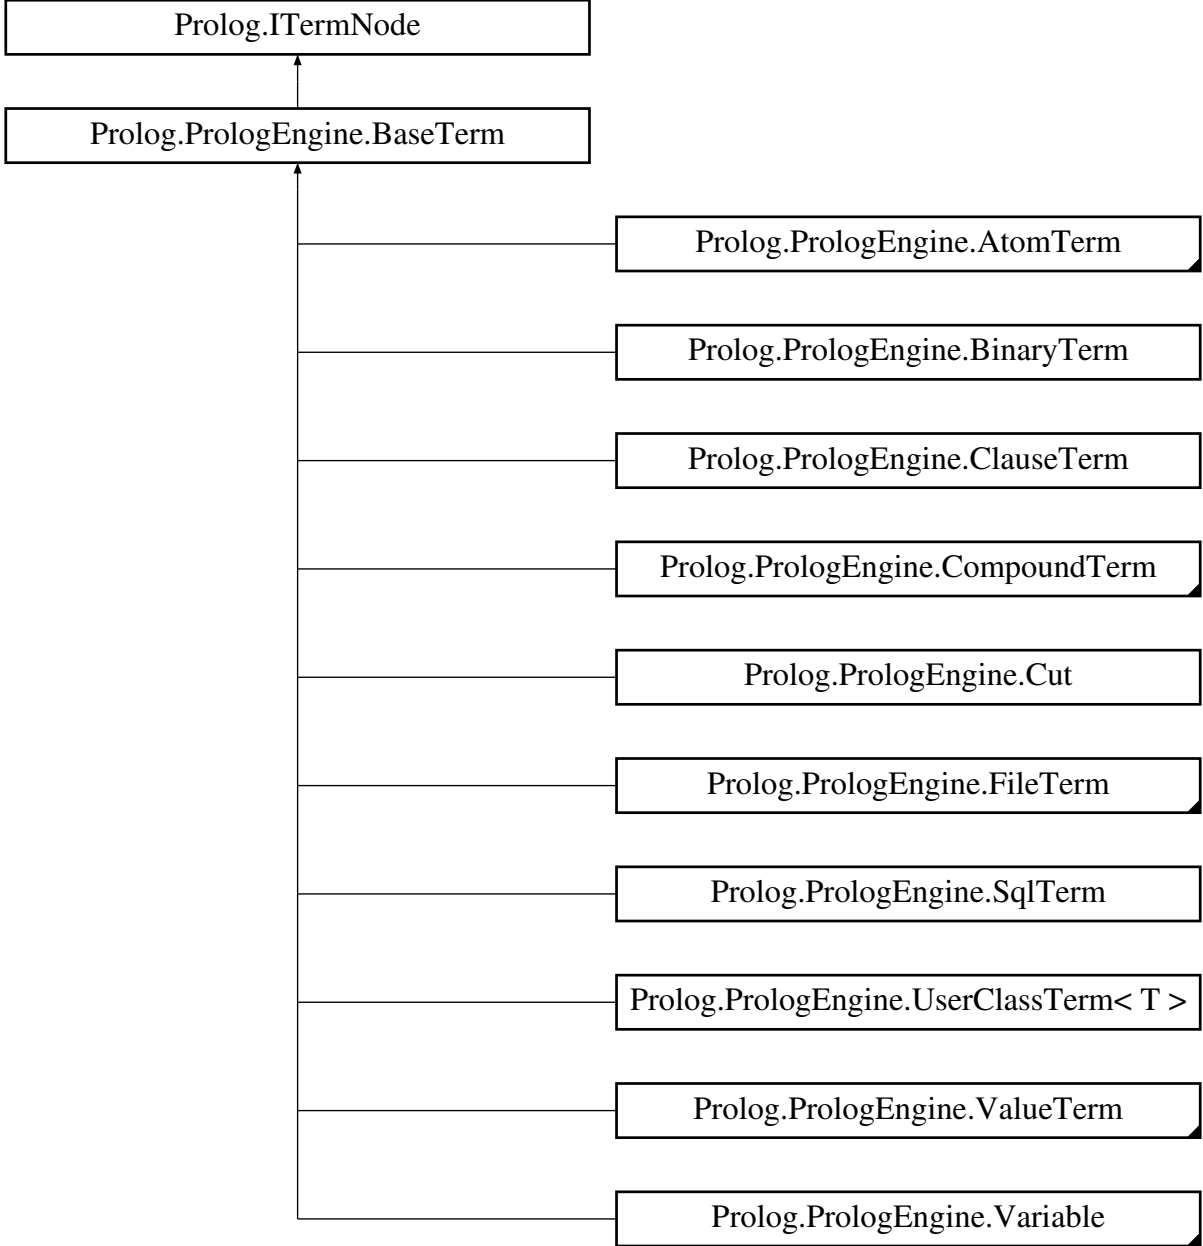 Prolog.ITermNode
Prolog.PrologEngine.BaseTerm
Prolog.PrologEngine.AtomTerm
Prolog.PrologEngine.BinaryTerm
Prolog.PrologEngine.ClauseTerm
Prolog.PrologEngine.CompoundTerm
Prolog.PrologEngine.Cut
Prolog.PrologEngine.FileTerm
Prolog.PrologEngine.SqlTerm
Prolog.PrologEngine.UserClassTerm< T >
Prolog.PrologEngine.ValueTerm
Prolog.PrologEngine.Variable